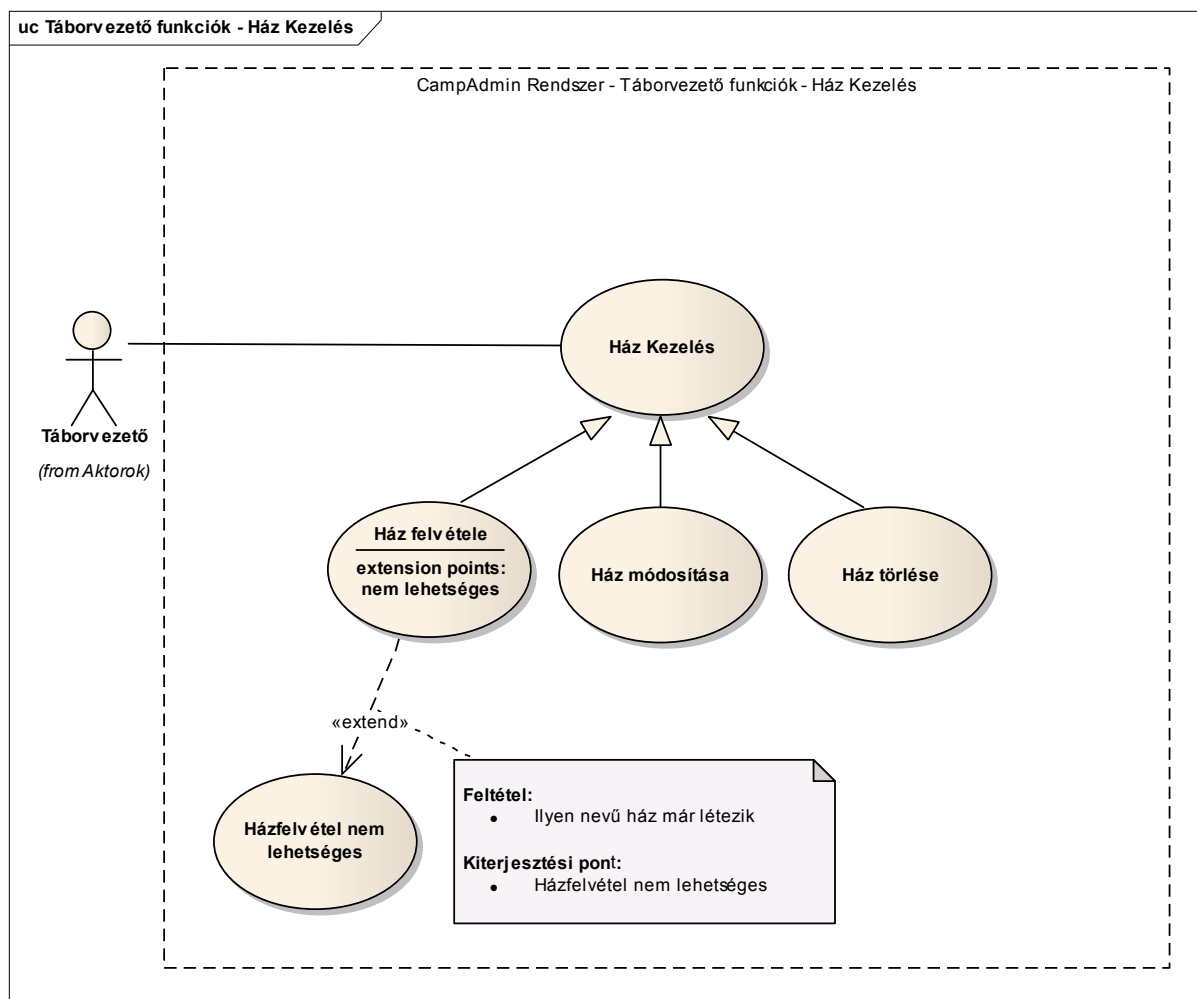 uc Táborvezető funkciók - Ház Kezelés
CampAdmin Rendszer - Táborvezető funkciók - Ház Kezelés
Ház Kezelés
Táborvezető
(from Aktorok)
Ház felvétele
extension points:
nem lehetséges
Ház módosítása
Ház törlése
«extend»
Házfelvétel nem
lehetséges
Feltétel:
• Ilyen nevű ház már létezik
Kiterjesztési pont:
• Házfelvétel nem lehetséges